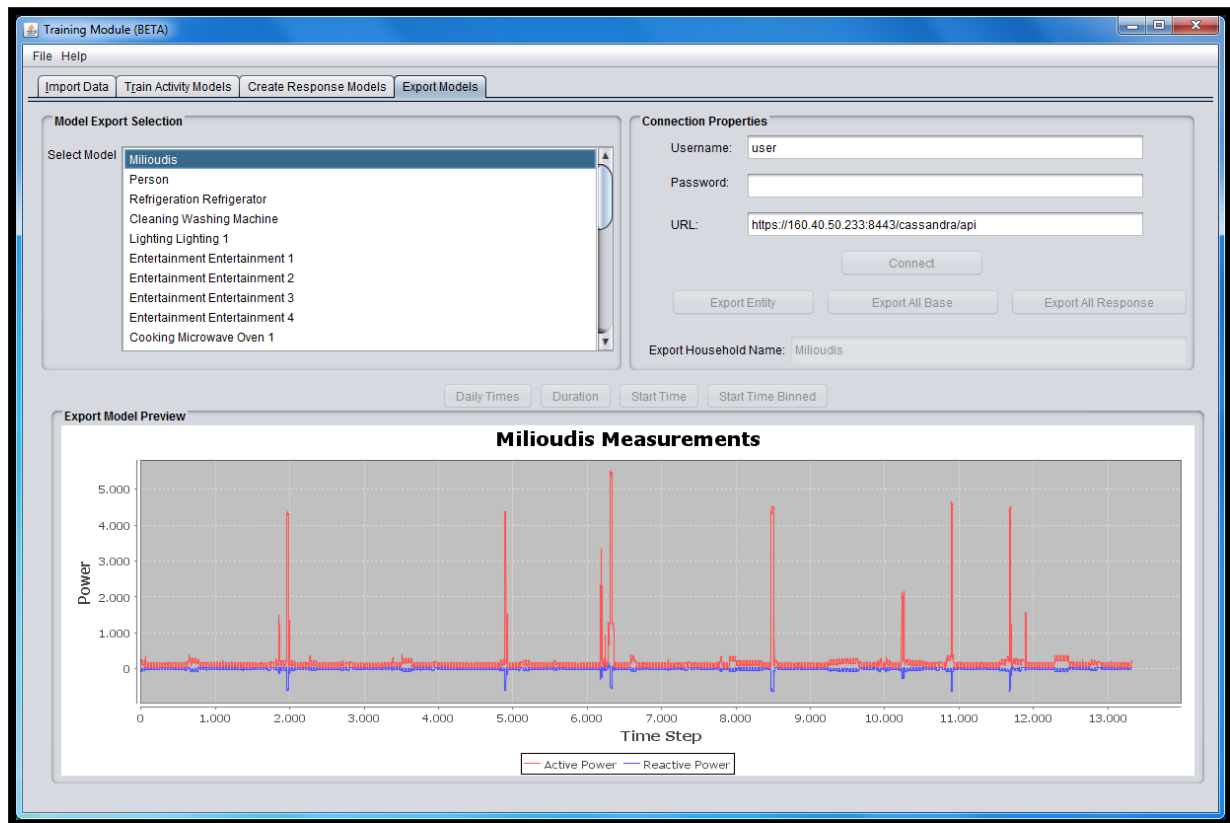 Training Module (BETA)
File Help
Import Data Train Activity Models Create Response Models Export Models
Model Export Selection
Select Model
Milioudis
Person
Refrigeration Refrigerator
Cleaning Washing Machine
Lighting Lighting 1
Entertainment Entertainment 1
Entertainment Entertainment 2
Entertainment Entertainment 3
Entertainment Entertainment 4
Cooking Microwave Oven 1
Connection Properties
Username: user
Password:
URL: https://160.40.50.233:8443/cassandra/api
Connect
Export Entity Export All Base Export All Response
Export Household Name: Milioudis
Daily Times Duration Start Time Start Time Binned
Export Model Preview
Milioudis Measurements
Power
5.000
4.000
3.000
2.000
1.000
0
0 1.000 2.000 3.000 4.000 5.000 6.000 7.000 8.000 9.000 10.000 11.000 12.000 13.000
Time Step
Active Power Reactive Power